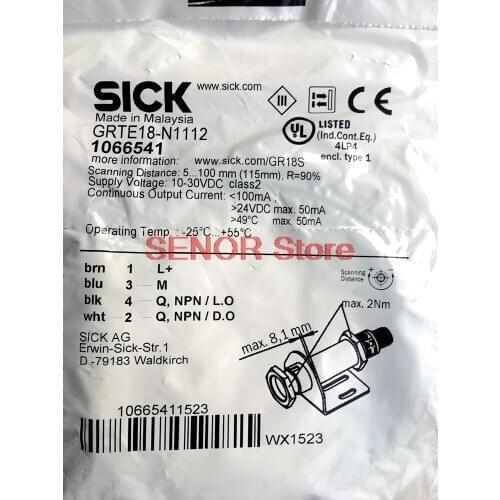 SICK www.sick.com
Made in Malaysia
GRTE18-N1112
1066541
more information: www.sick.com/GR18S
Scanning Distance: 5...100 mm (115mm), R=90%
Supply Voltage: 10-30VDC class2
Continuous Output Current: <100mA,
>24VDC max. 50mA
>49°C max. 50mA
Operating Temp.: -25°C... +55°C
III
CE
UL LISTED
(Ind.Cont.Eq.)
4LP4
encl. type 1
SENOR Store
brn 1 L+
blu 3 M
blk 4 Q, NPN / L.O
wht 2 Q, NPN / D.O
Scanning
Distance
max. 2Nm
max. 8,1 mm
SICK
SICK AG
Erwin-Sick-Str.1
D.-79183 Waldkirch
10665411523
WX1523